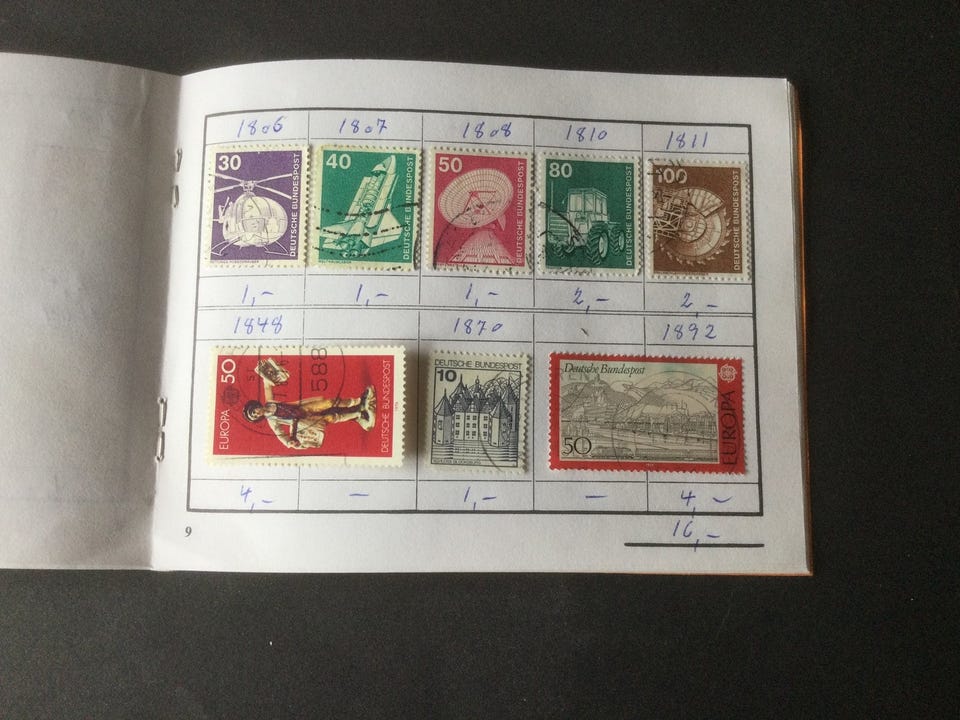 1806 1807 1808 1810 1811
30 DEUTSCHE BUNDESPOST
40 DEUTSCHE BUNDESPOST
50 DEUTSCHE BUNDESPOST
80 DEUTSCHE BUNDESPOST
100 DEUTSCHE BUNDESPOST
1,– 1,– 1,– 2,– 2,–
1848 1870 1892
EUROPA 50 588 DEUTSCHE BUNDESPOST
DEUTSCHE BUNDESPOST
10
Deutsche Bundespost
50
EUROPA
4,– – 1,– – 4,–
16,–
9